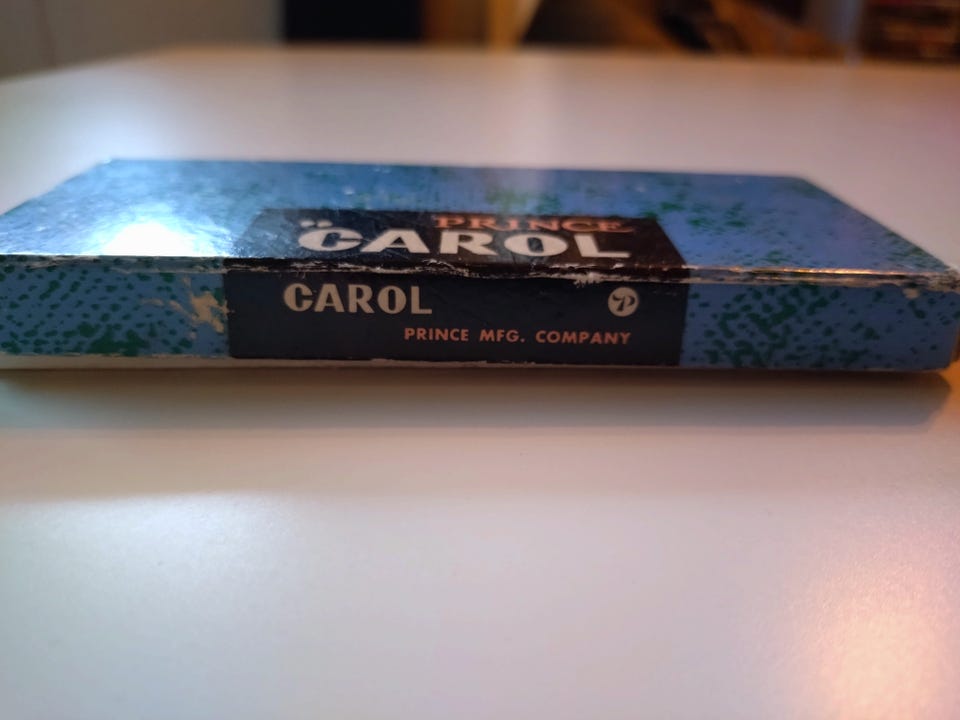 PRINCE
"CAROL
CAROL P
PRINCE MFG. COMPANY